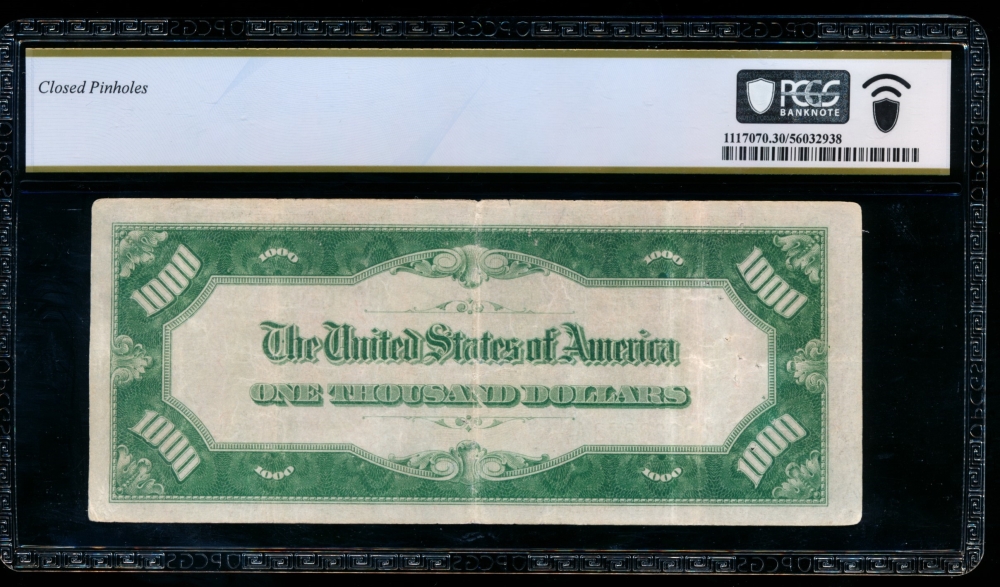 Closed Pinholes
PCGS
BANKNOTE
1117070.30/56032938
1000 1000 1000 1000
The United States of America
ONE THOUSAND DOLLARS
1000 1000 1000 1000